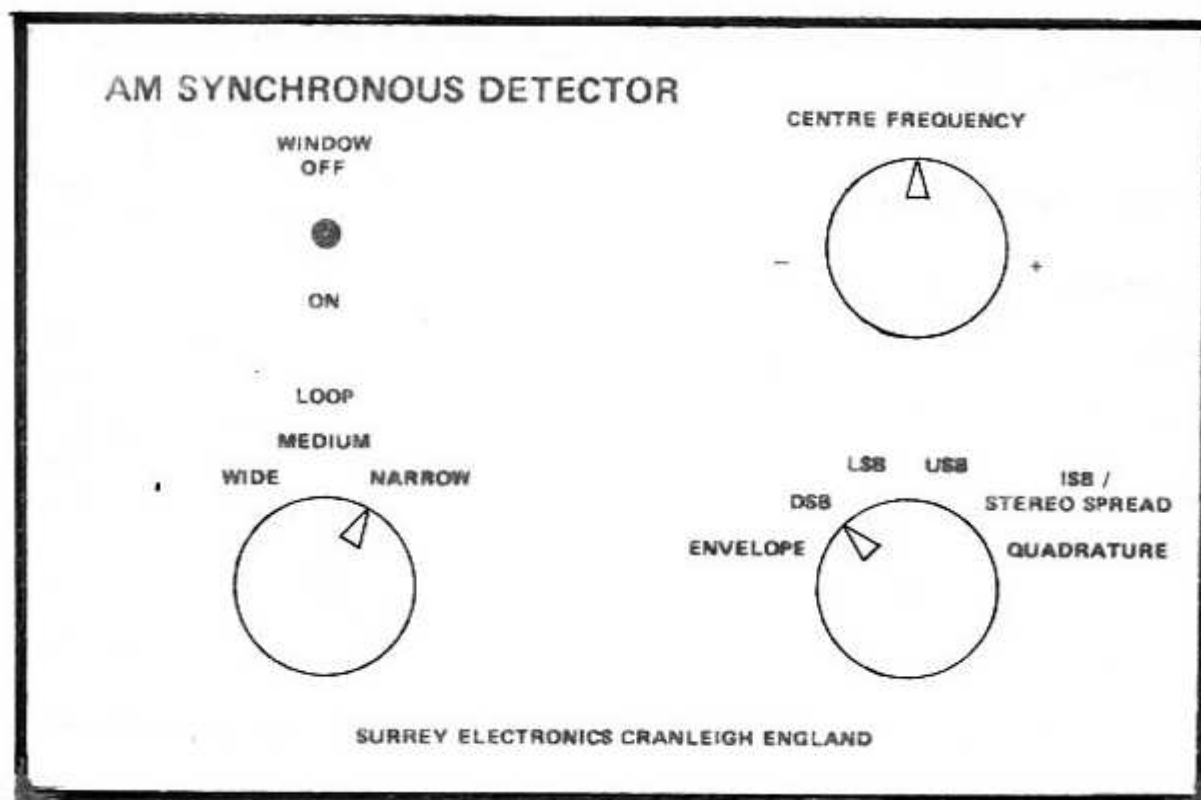 AM SYNCHRONOUS DETECTOR
WINDOW
OFF
ON
CENTRE FREQUENCY
- +
LOOP
MEDIUM
WIDE NARROW
LSB USB
DSB
ISB /
STEREO SPREAD
ENVELOPE
QUADRATURE
SURREY ELECTRONICS CRANLEIGH ENGLAND